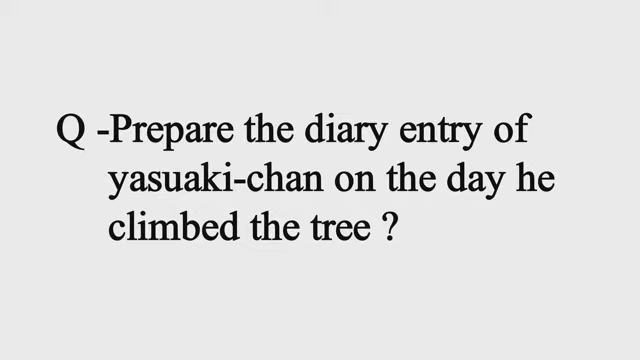 Q -Prepare the diary entry of
yasuaki-chan on the day he
climbed the tree ?